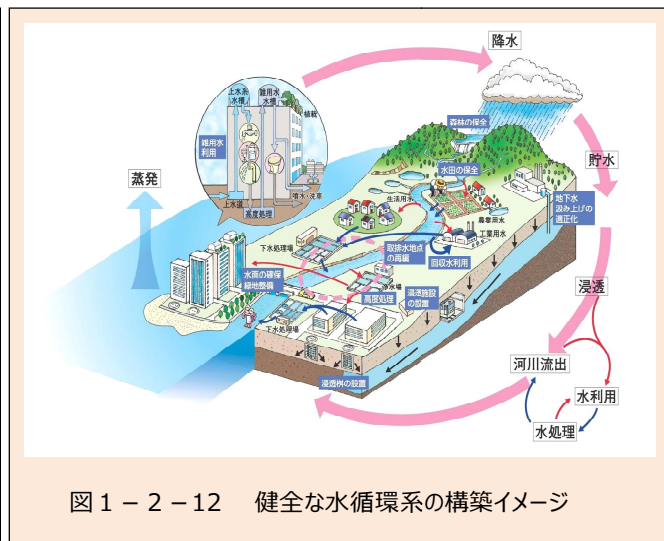 降水
上水系
水槽
雑用水
水槽
植栽
森林の保全
雑用水
利用
水田の保全
貯水
蒸発
生活用水
地下水
汲み上げの
適正化
農業用水
上水道
高度処理
噴水・洗車
工業用水
下水処理場
取排水地点
の再編
回収水利用
水面の確保
緑地整備
浄水場
高度処理
浸透
の設置
下水処理場
河川流出
水利用
浸透桝の設置
水処理
図1-2-12 健全な水循環系の構築イメージ